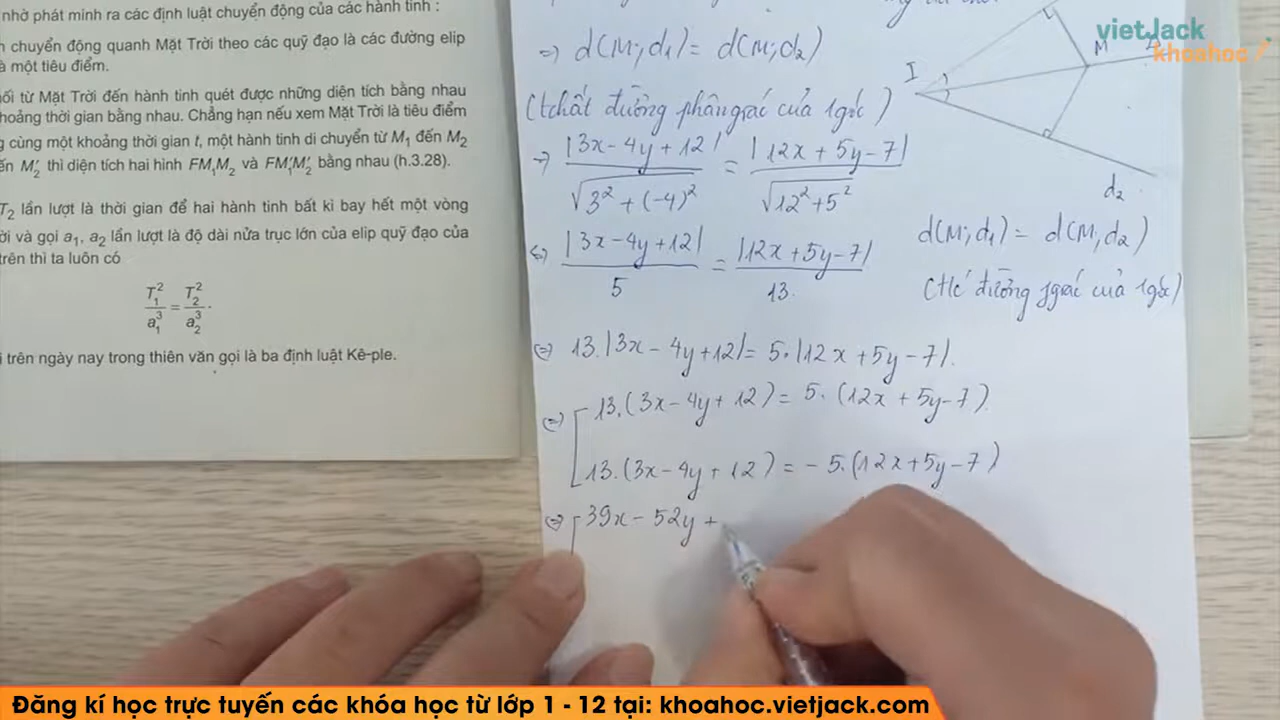 nhờ phát minh ra các định luật chuyển động của các hành tinh :
h chuyển động quanh Mặt Trời theo các quỹ đạo là các đường elip
à một tiêu điểm.
ối từ Mặt Trời đến hành tinh quét được những diện tích bằng nhau
hoảng thời gian bằng nhau. Chẳng hạn nếu xem Mặt Trời là tiêu điểm
g cùng một khoảng thời gian t, một hành tinh di chuyển từ M₁ đến M₂
ến M₂′ thì diện tích hai hình FM₁M₂ và FM₁′M₂′ bằng nhau (h.3.28).
T₂ lần lượt là thời gian để hai hành tinh bất kì bay hết một vòng
ời và gọi a₁, a₂ lần lượt là độ dài nửa trục lớn của elip quỹ đạo của
trên thì ta luôn có
T₁²/a₁³ = T₂²/a₂³.
i trên ngày nay trong thiên văn gọi là ba định luật Kê-ple.
=> d(M; d₁) = d(M; d₂)
(tchất đường phân giác của 1 góc)
-> |3x - 4y + 12| / √(3² + (-4)²) = |12x + 5y - 7| / √(12² + 5²)
<=> |3x - 4y + 12| / 5 = |12x + 5y - 7| / 13.
<=> 13.|3x - 4y + 12| = 5.|12x + 5y - 7|.
<=> [ 13.(3x - 4y + 12) = 5.(12x + 5y - 7)
13.(3x - 4y + 12) = - 5.(12x + 5y - 7)
<=> [ 39x - 52y +
I
M
d₂
d(M; d₁) = d(M, d₂)
(t/c đường fgiác của 1 góc)
vietJack
khoahoc
Đăng kí học trực tuyến các khóa học từ lớp 1 - 12 tại: khoahoc.vietjack.com